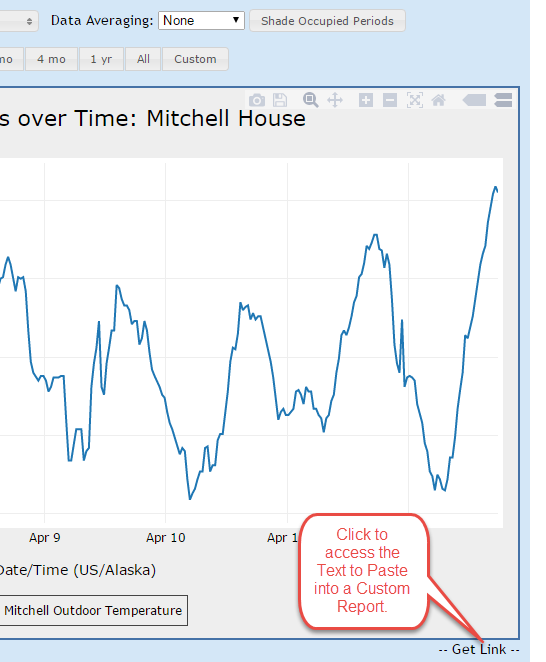 Data Averaging: None Shade Occupied Periods
mo 4 mo 1 yr All Custom
s over Time: Mitchell House
Apr 9 Apr 10 Apr 1
Click to
access the
Text to Paste
into a Custom
Report.
Date/Time (US/Alaska)
Mitchell Outdoor Temperature
-- Get Link --